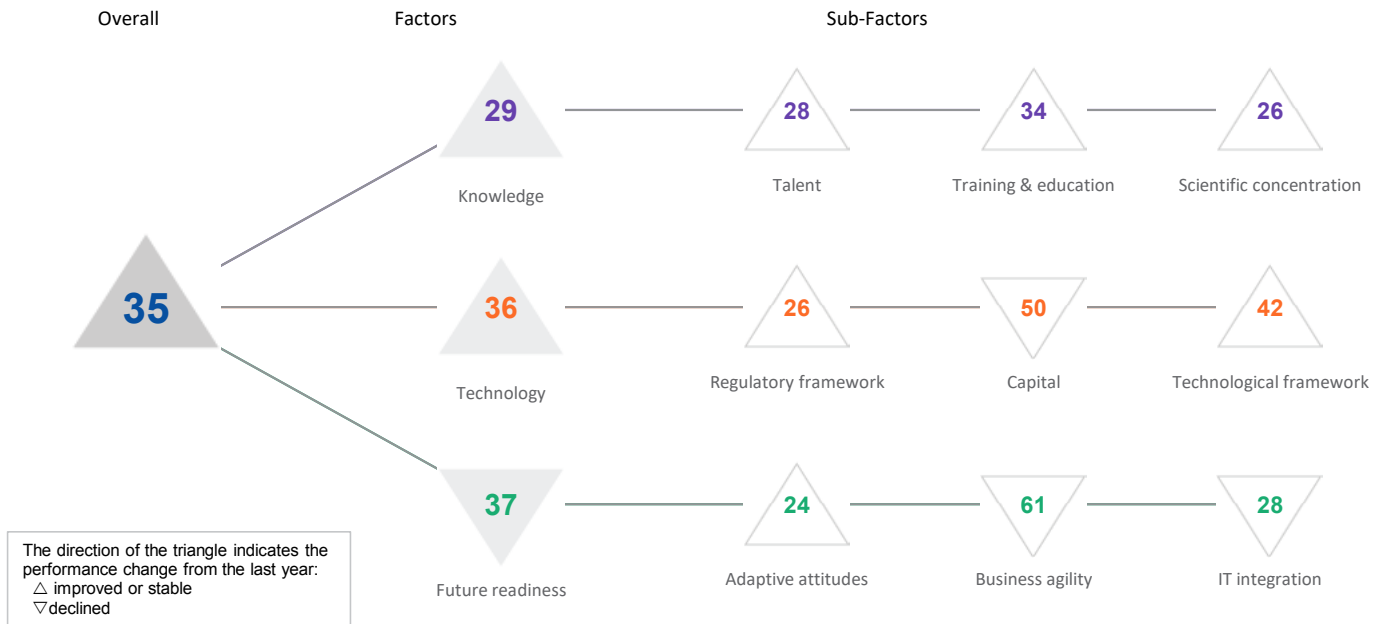 Overall Factors Sub-Factors
29 28 34 26
Knowledge Talent Training & education Scientific concentration
35 36 26 50 42
Technology Regulatory framework Capital Technological framework
37 24 61 28
Future readiness Adaptive attitudes Business agility IT integration
The direction of the triangle indicates the
performance change from the last year:
△ improved or stable
▽declined